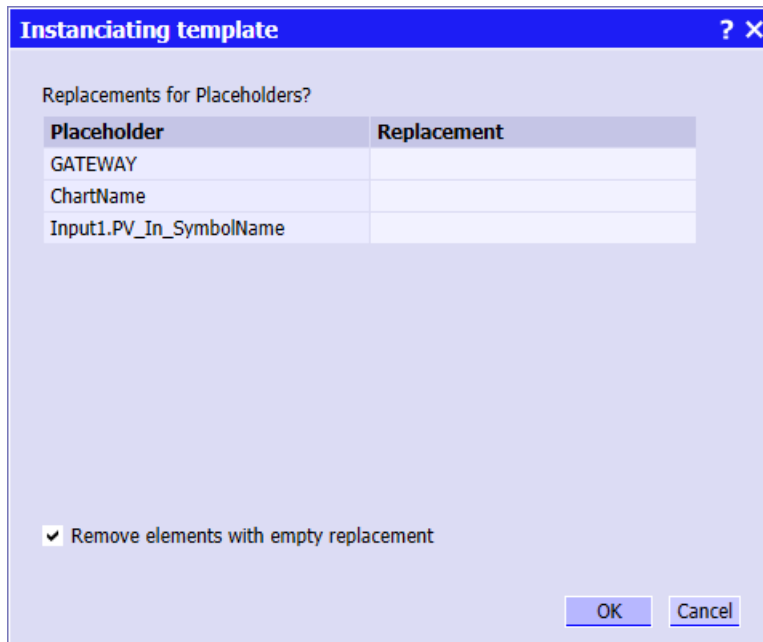 Instanciating template ? ×
Replacements for Placeholders?
Placeholder Replacement
GATEWAY
ChartName
Input1.PV_In_SymbolName
Remove elements with empty replacement
OK Cancel